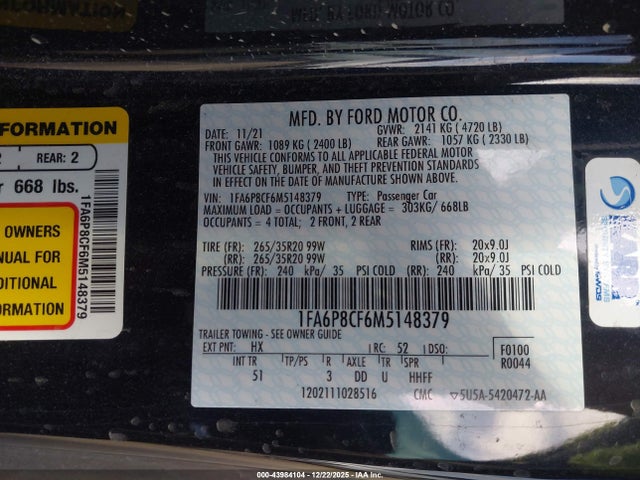 MFD. BY FORD MOTOR CO.
DATE: 11/21 GVWR: 2141 KG ( 4720 LB)
FRONT GAWR: 1089 KG ( 2400 LB) REAR GAWR: 1057 KG ( 2330 LB)
THIS VEHICLE CONFORMS TO ALL APPLICABLE FEDERAL MOTOR
VEHICLE SAFETY, BUMPER, AND THEFT PREVENTION STANDARDS
IN EFFECT ON THE DATE OF MANUFACTURE SHOWN ABOVE.
VIN: 1FA6P8CF6M5148379 TYPE: Passenger Car
MAXIMUM LOAD = OCCUPANTS + LUGGAGE = 303KG/ 668LB
OCCUPANTS = 4 TOTAL; 2 FRONT, 2 REAR
TIRE (FR): 265/35R20 99W RIMS (FR): 20x9.0J
(RR): 265/35R20 99W (RR): 20x9.0J
PRESSURE (FR): 240 kPa/ 35 PSI COLD (RR): 240 kPa/ 35 PSI COLD
1FA6P8CF6M5148379
TRAILER TOWING - SEE OWNER GUIDE
EXT PNT: HX RC: 52 DSO: F0100
INT TR TP/PS R AXLE TR SPR R0044
51 3 DD U HHFF
1202111028516 CMC 5U5A-5420472-AA
FORMATION
2 REAR: 2
r 668 lbs.
OWNERS
NUAL FOR
DITIONAL
FORMATION
1FA6P8CF6M5148379
000-43984104 - 12/22/2025 - IAAI.COM